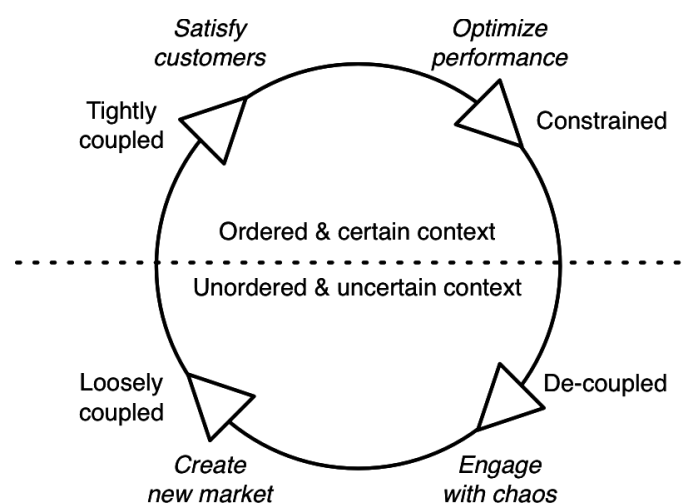 Satisfy
customers
Optimize
performance
Tightly
coupled
Constrained
Ordered & certain context
Unordered & uncertain context
Loosely
coupled
De-coupled
Create
new market
Engage
with chaos